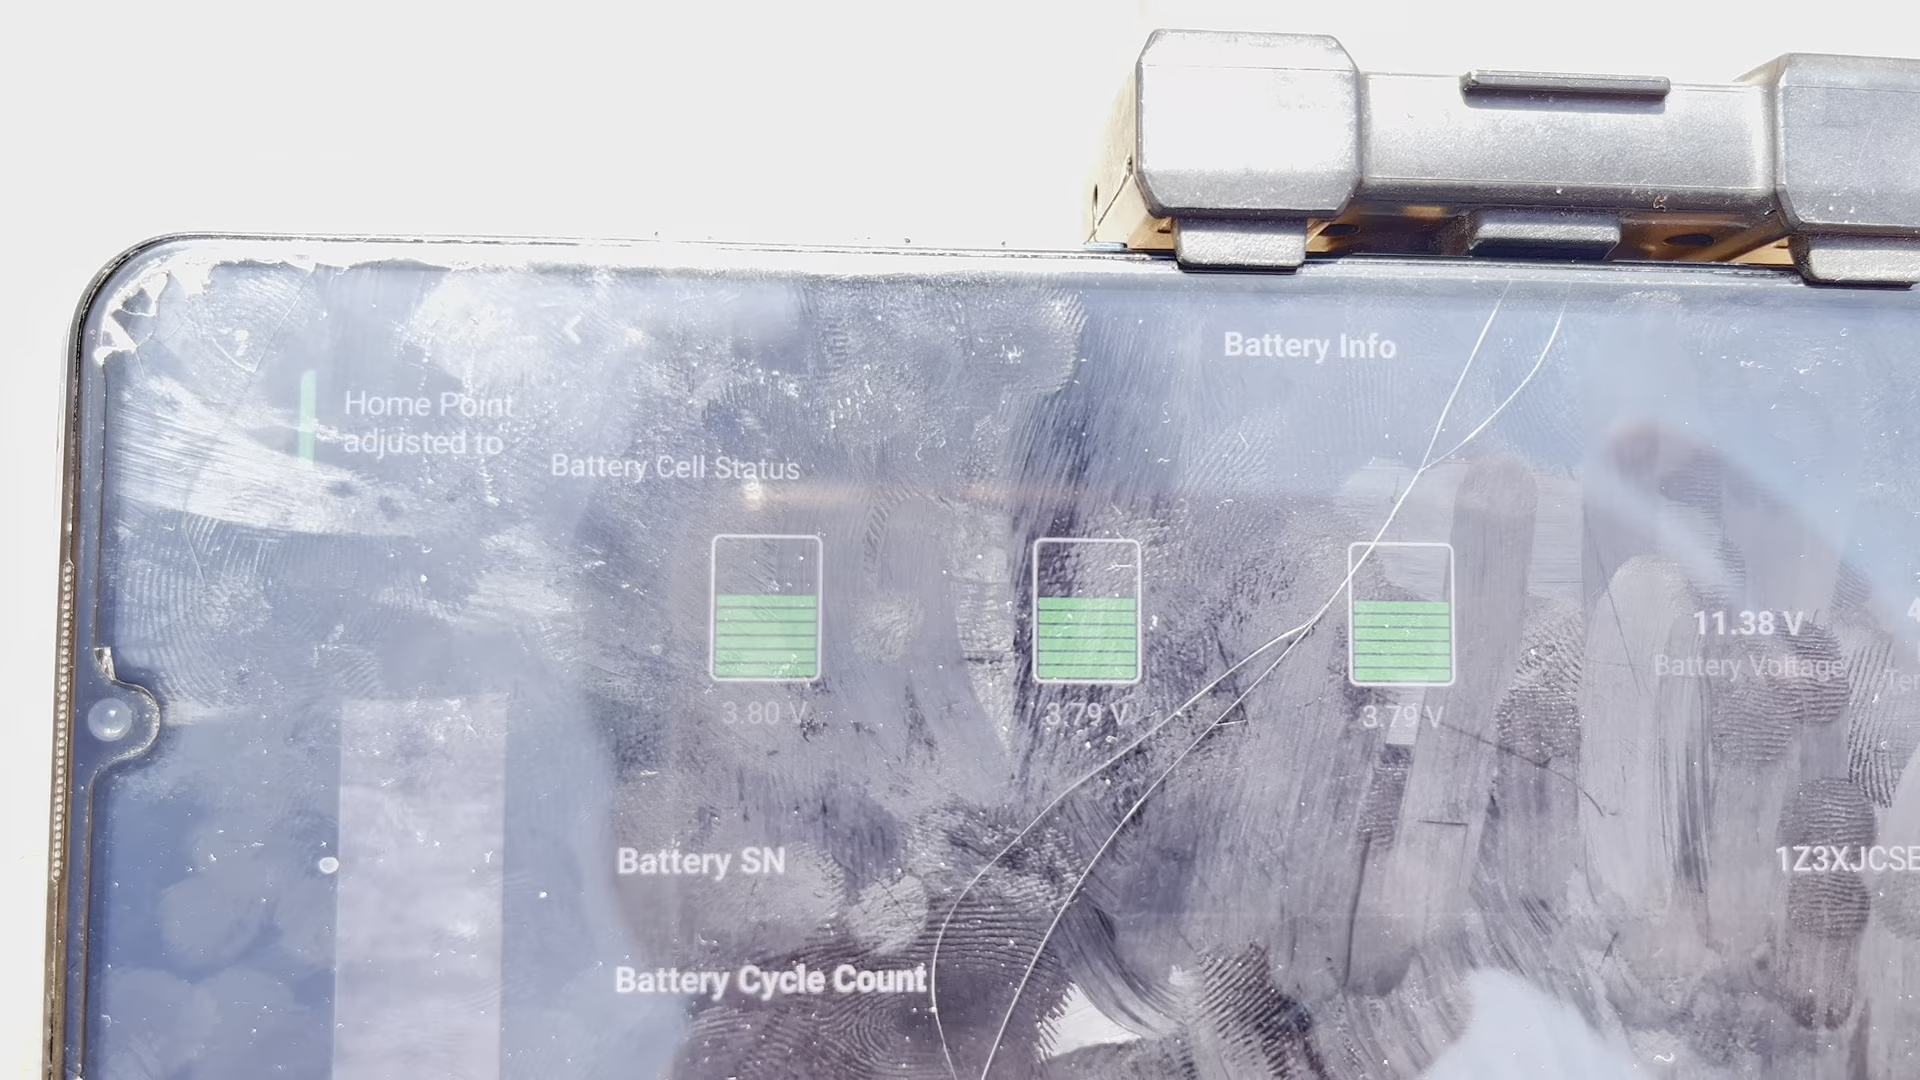 Battery Info
Home Point
adjusted to
Battery Cell Status
3.80 V
3.79 V
3.79 V
11.38 V
Battery Voltage
Battery SN
1Z3XJCSE
Battery Cycle Count